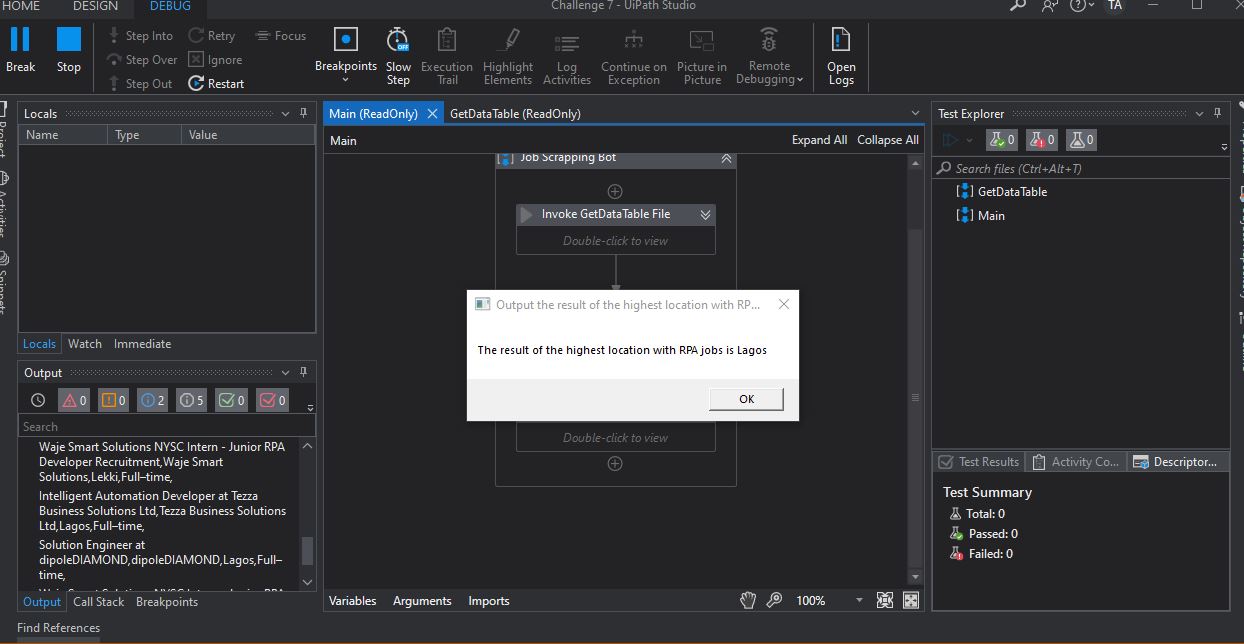 Challenge 7 - UiPath Studio
HOME DESIGN DEBUG TA
Break
Stop
Step Into
Step Over
Step Out
Retry
Ignore
Restart
Focus
Breakpoints
Slow
Step
Execution
Trail
Highlight
Elements
Log
Activities
Continue on
Exception
Picture in
Picture
Remote
Debugging
Open
Logs
Project
Activities
Snippets
Locals
Name Type Value
Locals Watch Immediate
Output
0 0 2 5 0 0
Search
Waje Smart Solutions NYSC Intern - Junior RPA
Developer Recruitment,Waje Smart
Solutions,Lekki,Full–time,
Intelligent Automation Developer at Tezza
Business Solutions Ltd,Tezza Business Solutions
Ltd,Lagos,Full–time,
Solution Engineer at
dipoleDIAMOND,dipoleDIAMOND,Lagos,Full–
time,
Output Call Stack Breakpoints
Find References
Main (ReadOnly) GetDataTable (ReadOnly)
Main Expand All Collapse All
Job Scrapping Bot
Invoke GetDataTable File
Double-click to view
Output the result of the highest location with RP...
The result of the highest location with RPA jobs is Lagos
OK
Double-click to view
Variables Arguments Imports 100%
Test Explorer
0 0 0
Search files (Ctrl+Alt+T)
GetDataTable
Main
Test Results Activity Co... Descriptor...
Test Summary
Total: 0
Passed: 0
Failed: 0